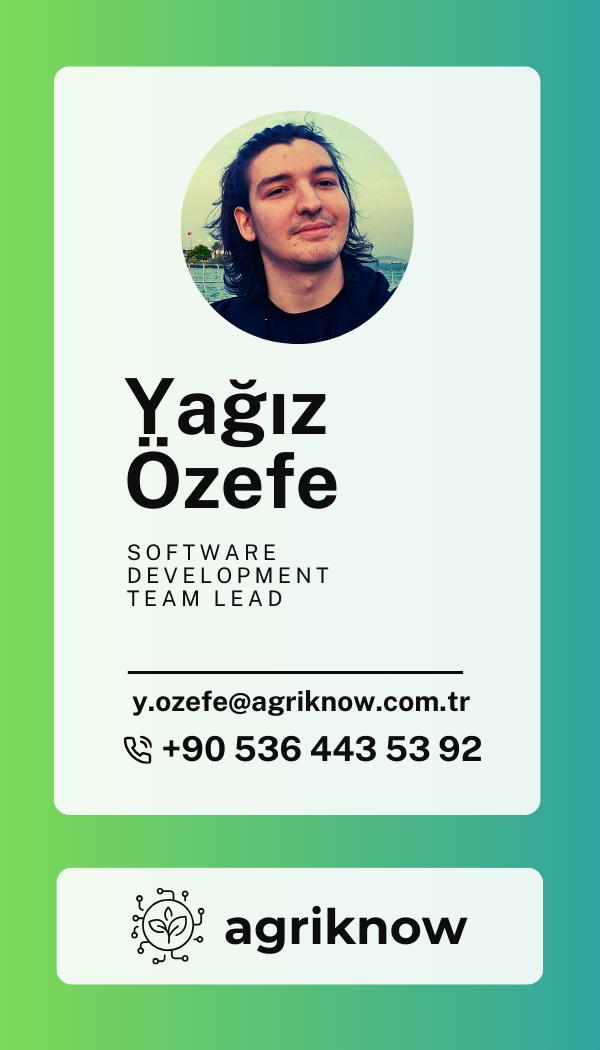 Yağız
Özefe
SOFTWARE
DEVELOPMENT
TEAM LEAD
y.ozefe@agriknow.com.tr
+90 536 443 53 92
agriknow